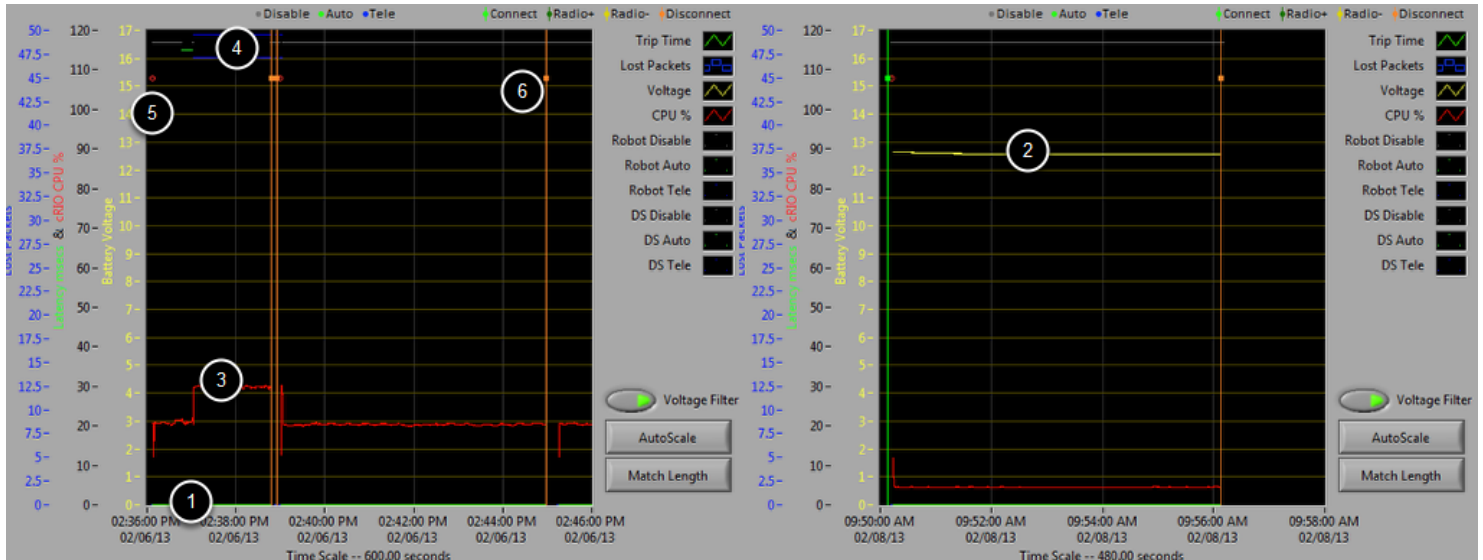 Disable Auto Tele Connect Radio+ Radio- Disconnect
50- 120- 17-
47.5- 16-
45- 110- 15-
42.5- 100- 14-
40- 13-
37.5- 90- 12-
35- 80- 11-
32.5- 10-
30- 70- 9-
27.5- 60- 8-
25- 7-
22.5- 50- 6-
20- 5-
17.5- 40- 4-
15- 30- 3-
12.5- 20- 2-
10- 10- 1-
7.5- 0- 0-
5-
2.5-
0-
& cRIO CPU %
Battery Voltage
4
5
6
3
1
Trip Time
Lost Packets
Voltage
CPU %
Robot Disable
Robot Auto
Robot Tele
DS Disable
DS Auto
DS Tele
Voltage Filter
AutoScale
Match Length
02:36:00 PM 02:38:00 PM 02:40:00 PM 02:42:00 PM 02:44:00 PM 02:46:00 PM
02/06/13 02/06/13 02/06/13 02/06/13 02/06/13 02/06/13
Time Scale -- 600.00 seconds
Disable Auto Tele Connect Radio+ Radio- Disconnect
50- 120- 17-
47.5- 16-
45- 110- 15-
42.5- 100- 14-
40- 13-
37.5- 90- 12-
35- 80- 11-
32.5- 10-
30- 70- 9-
27.5- 60- 8-
25- 7-
22.5- 50- 6-
20- 5-
17.5- 40- 4-
15- 30- 3-
12.5- 20- 2-
10- 10- 1-
7.5- 0- 0-
5-
2.5-
0-
& cRIO CPU %
Battery Voltage
2
Trip Time
Lost Packets
Voltage
CPU %
Robot Disable
Robot Auto
Robot Tele
DS Disable
DS Auto
DS Tele
Voltage Filter
AutoScale
Match Length
09:50:00 AM 09:52:00 AM 09:54:00 AM 09:56:00 AM 09:58:00 AM
02/08/13 02/08/13 02/08/13 02/08/13 02/08/13
Time Scale -- 480.00 seconds